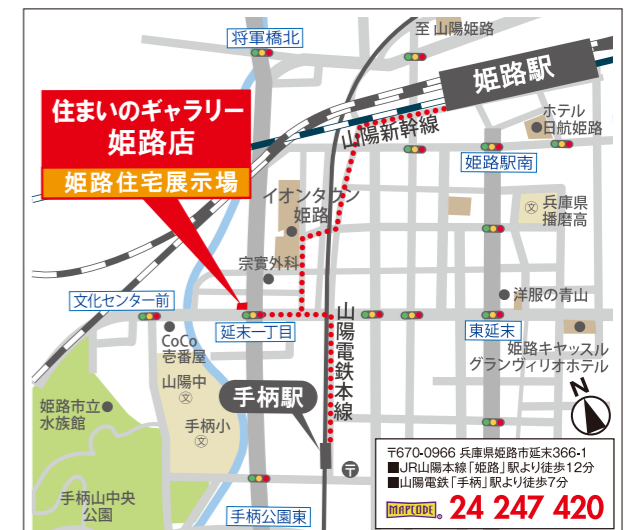 将軍橋北
至 山陽姫路
姫路駅
住まいのギャラリー
姫路店
姫路住宅展示場
山陽新幹線
ホテル
日航姫路
姫路駅南
イオンタウン
姫路
文 兵庫県
播磨高
宗實外科
文化センター前
洋服の青山
CoCo
壱番屋
延末一丁目
山陽電鉄本線
東延末
姫路キャッスル
グランヴィリオホテル
山陽中
文
手柄駅
N
姫路市立
水族館
手柄小
文
〒
手柄山中央
公園
手柄公園東
〒670-0966 兵庫県姫路市延末366-1
■JR山陽本線「姫路」駅より徒歩12分
■山陽電鉄「手柄」駅より徒歩7分
MAPCODE® 24 247 420